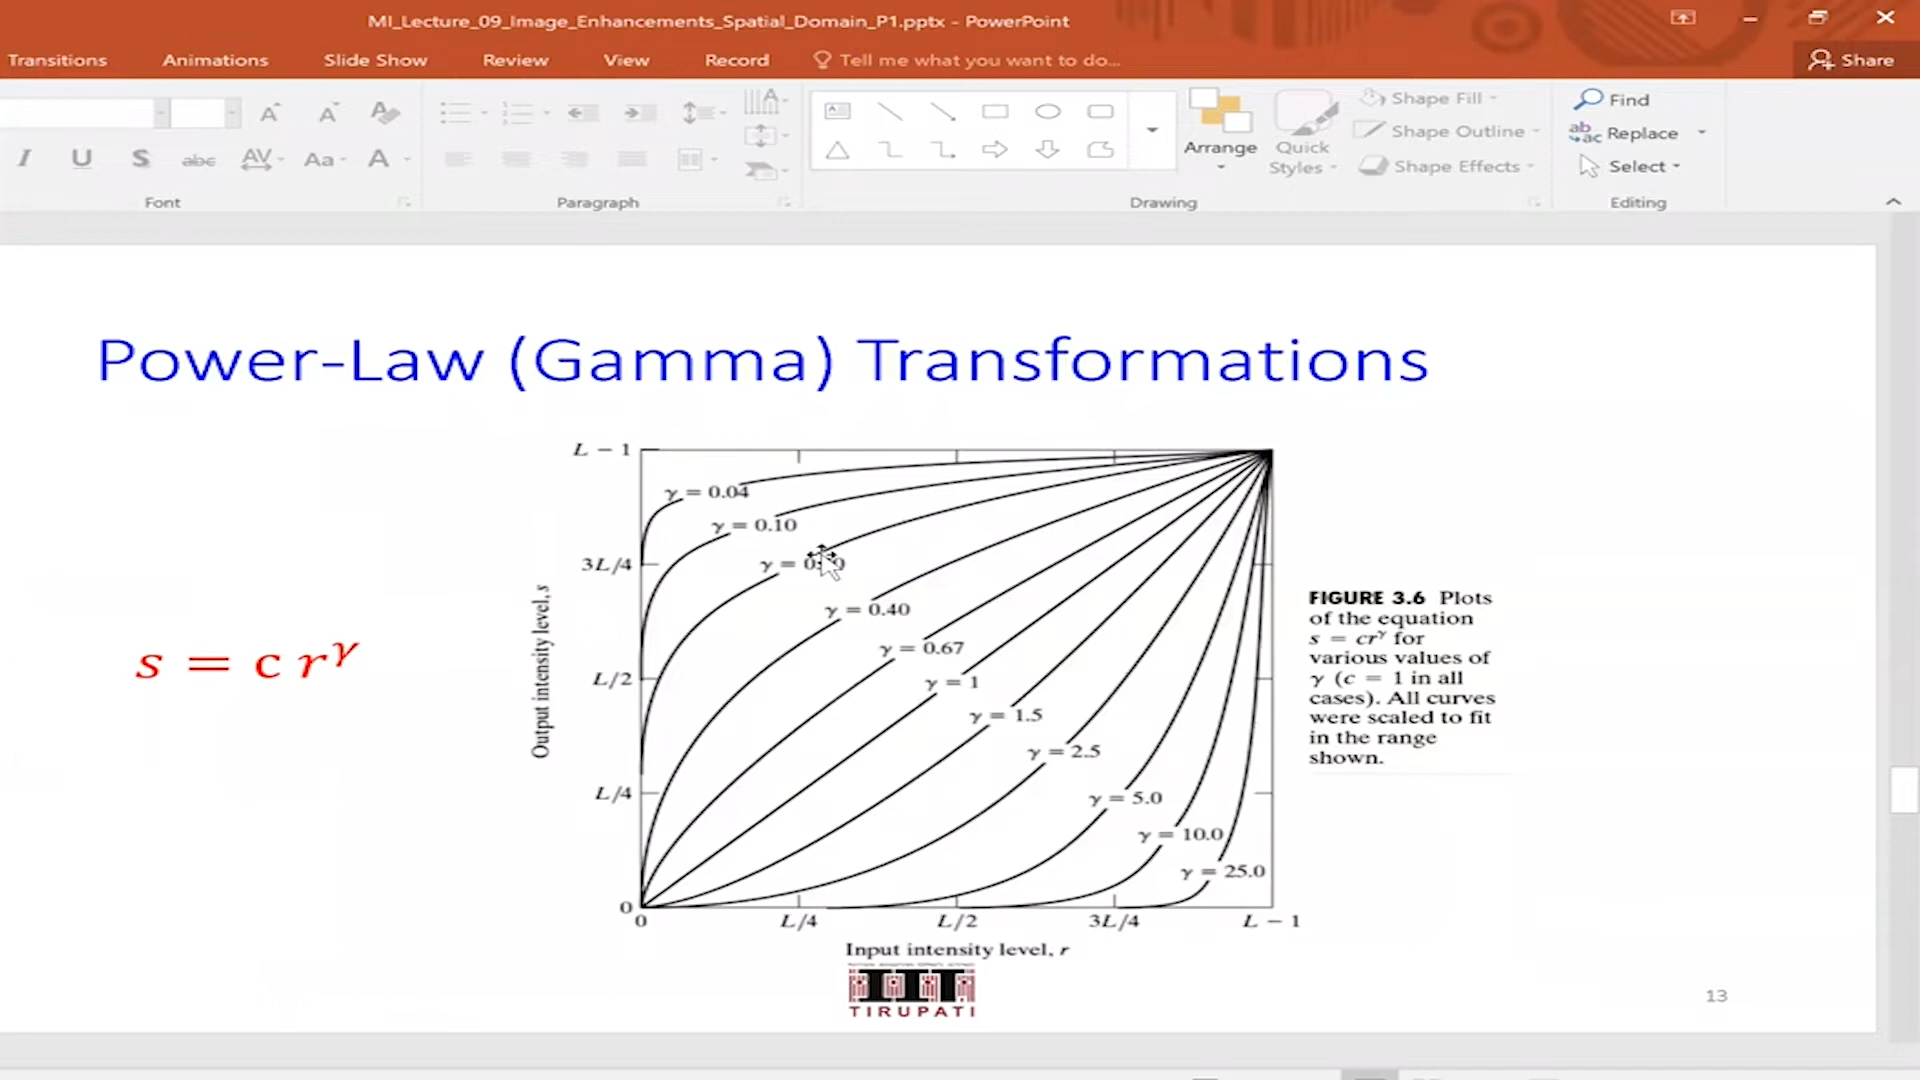 MI_Lecture_09_Image_Enhancements_Spatial_Domain_P1.pptx - PowerPoint
Transitions Animations Slide Show Review View Record Tell me what you want to do... Share
Shape Fill Find
Shape Outline Replace
Arrange Quick Styles Shape Effects Select
Font Paragraph Drawing Editing
Power-Law (Gamma) Transformations
s = c r^γ
L − 1
3L/4
L/2
L/4
0
Output intensity level, s
γ = 0.04
γ = 0.10
γ =
γ = 0.40
γ = 0.67
γ = 1
γ = 1.5
γ = 2.5
γ = 5.0
γ = 10.0
γ = 25.0
0 L/4 L/2 3L/4 L − 1
Input intensity level, r
FIGURE 3.6 Plots
of the equation
s = cr^γ for
various values of
γ (c = 1 in all
cases). All curves
were scaled to fit
in the range
shown.
TIRUPATI
13